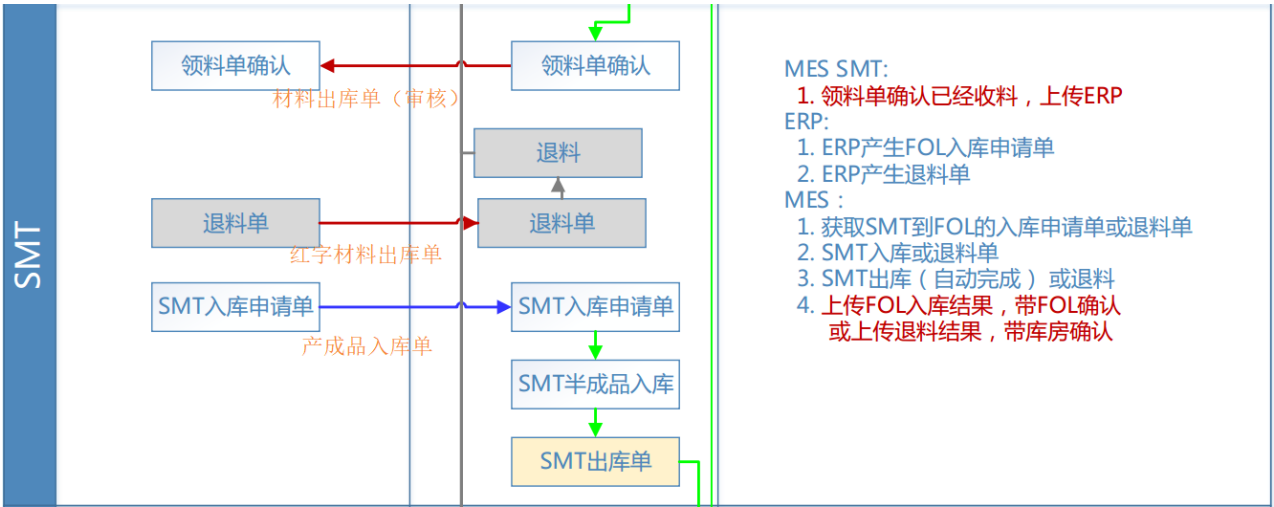 SMT
领料单确认
领料单确认
材料出库单（审核）
退料
退料单
退料单
红字材料出库单
SMT入库申请单
SMT入库申请单
产成品入库单
SMT半成品入库
SMT出库单
MES SMT:
1. 领料单确认已经收料，上传ERP
ERP:
1. ERP产生FOL入库申请单
2. ERP产生退料单
MES：
1. 获取SMT到FOL的入库申请单或退料单
2. SMT入库或退料单
3. SMT出库（自动完成）或退料
4. 上传FOL入库结果，带FOL确认
或上传退料结果，带库房确认